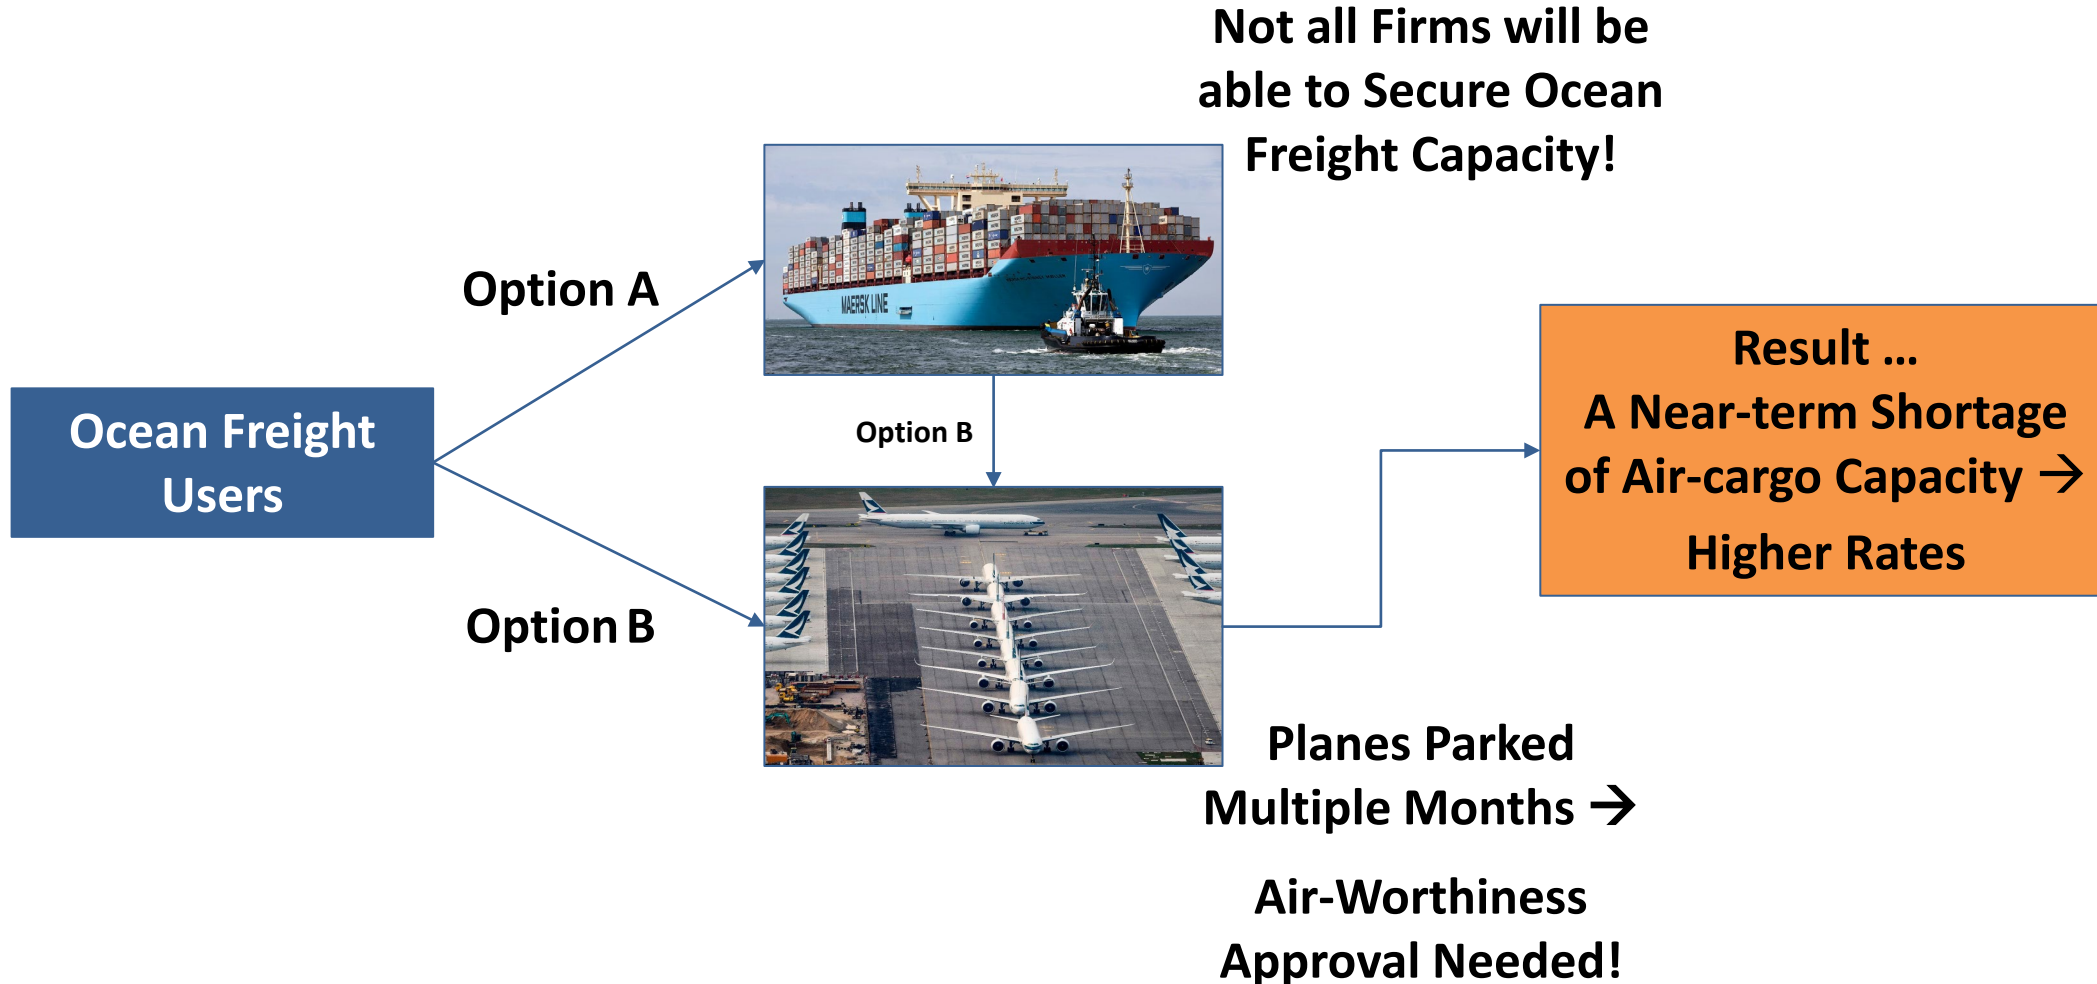 Not all Firms will be
able to Secure Ocean
Freight Capacity!
Option A
MAERSK LINE
Ocean Freight
Users
Option B
Option B
Result ...
A Near-term Shortage
of Air-cargo Capacity →
Higher Rates
Planes Parked
Multiple Months →
Air-Worthiness
Approval Needed!